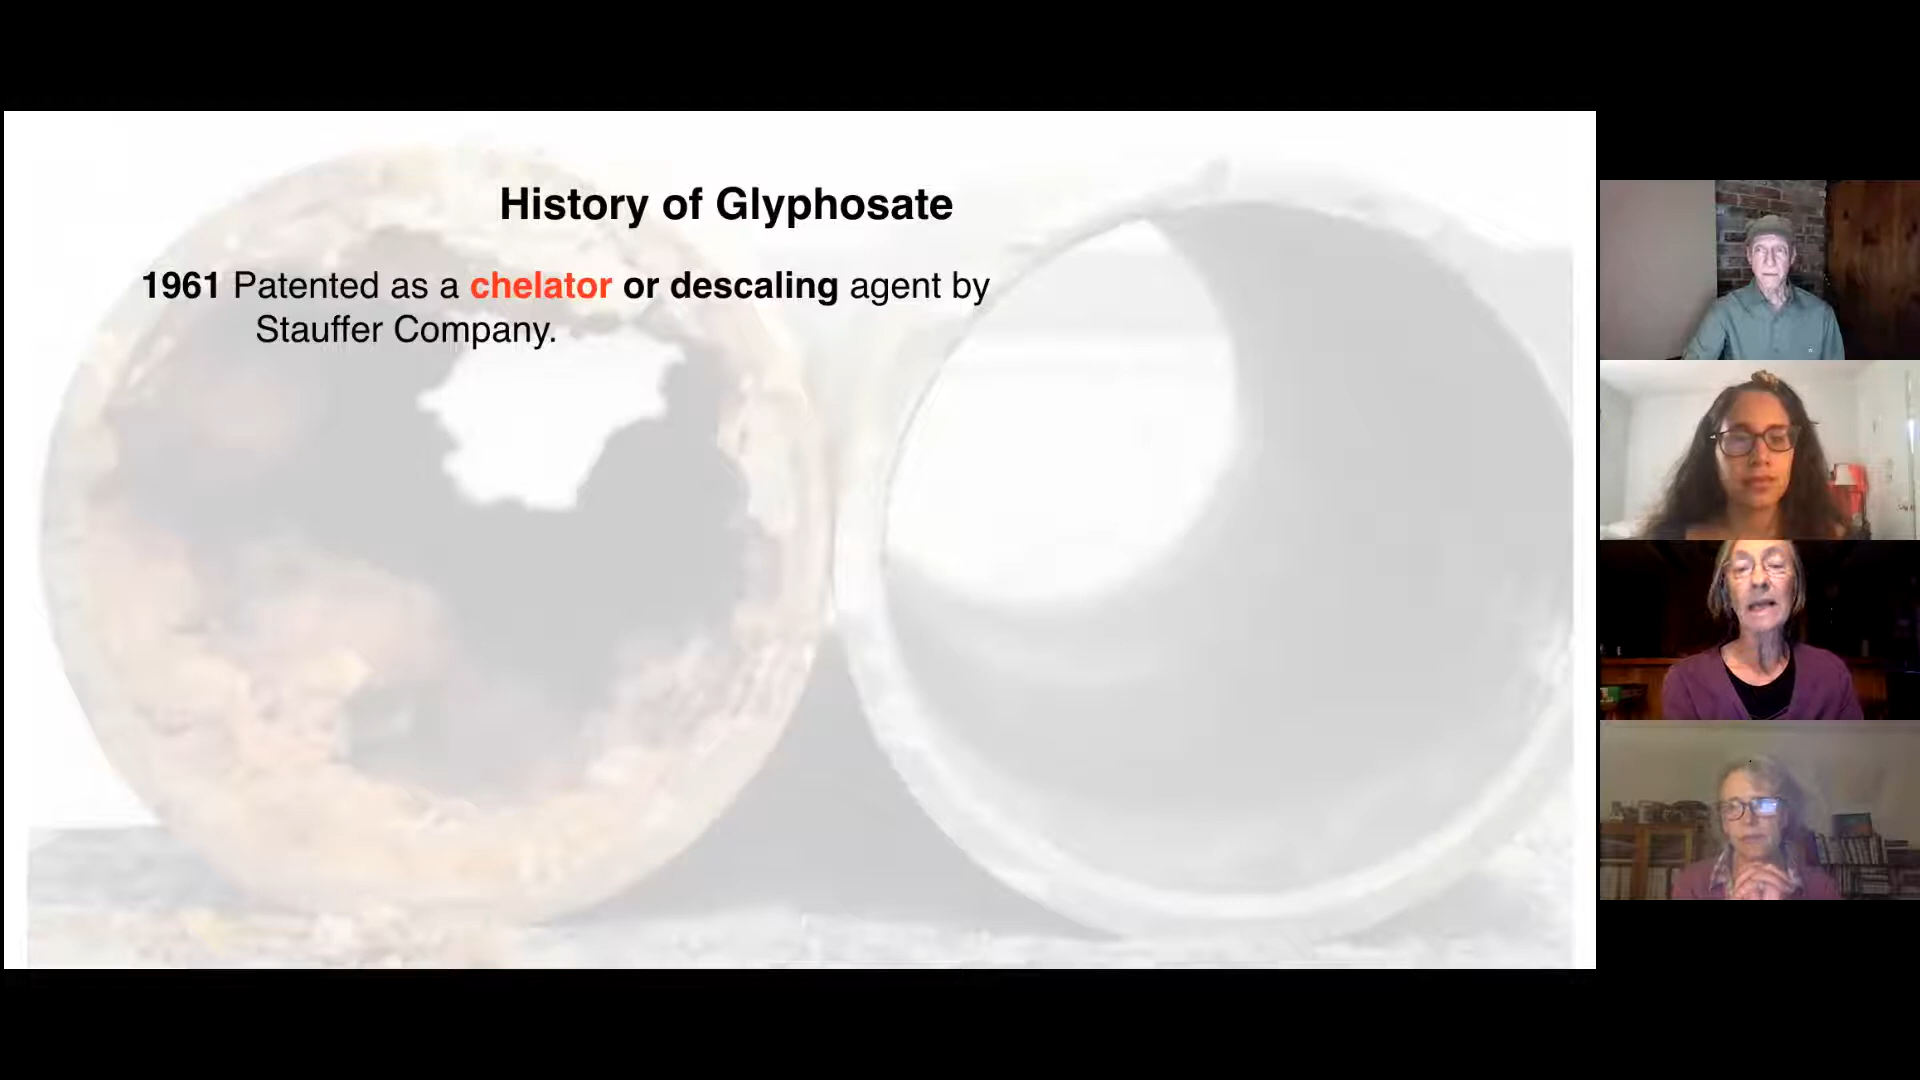 History of Glyphosate
1961 Patented as a chelator or descaling agent by
Stauffer Company.